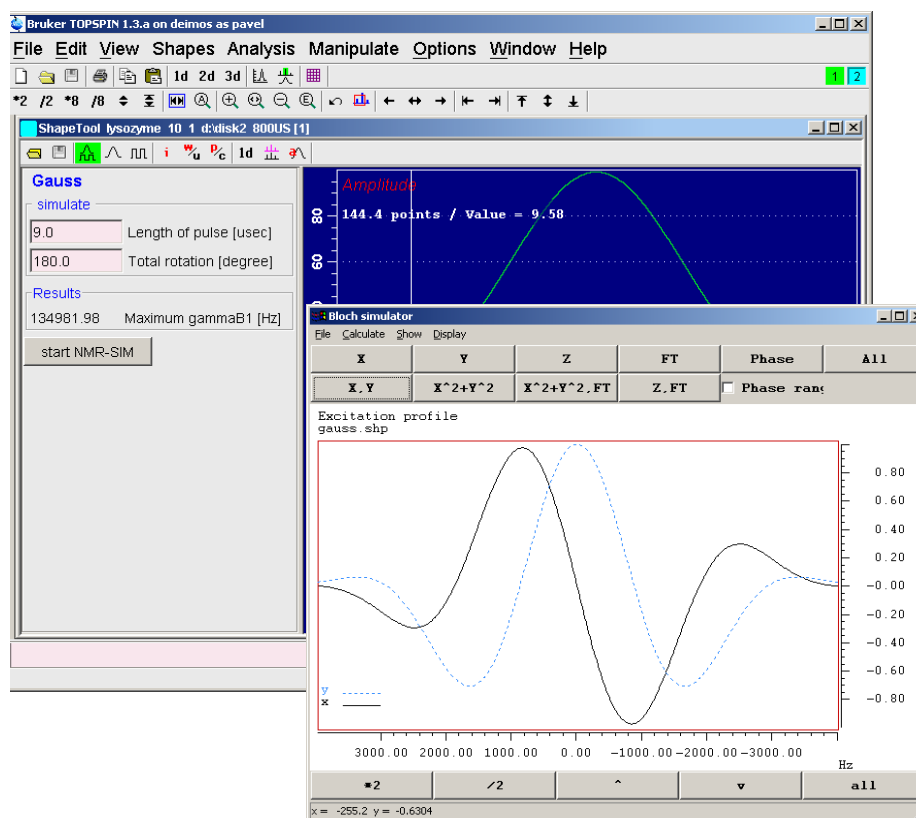 Bruker TOPSPIN 1.3.a on deimos as pavel
File Edit View Shapes Analysis Manipulate Options Window Help
1d 2d 3d
1 2
*2 /2 *8 /8
ShapeTool lysozyme 10 1 d:\disk2 800US [1]
i w/u p/c 1d
Gauss
simulate
9.0 Length of pulse [usec]
180.0 Total rotation [degree]
Results
134981.98 Maximum gammaB1 [Hz]
start NMR-SIM
Amplitude
144.4 points / Value = 9.58
80
60
Bloch simulator
File Calculate Show Display
X Y Z FT Phase All
X,Y X^2+Y^2 X^2+Y^2,FT Z,FT Phase rang
Excitation profile
gauss.shp
0.80
0.60
0.40
0.20
-0.00
-0.20
-0.40
-0.60
-0.80
y
x
3000.00 2000.00 1000.00 0.00 -1000.00 -2000.00 -3000.00
Hz
*2 /2 ^ v all
x = -255.2 y = -0.6304